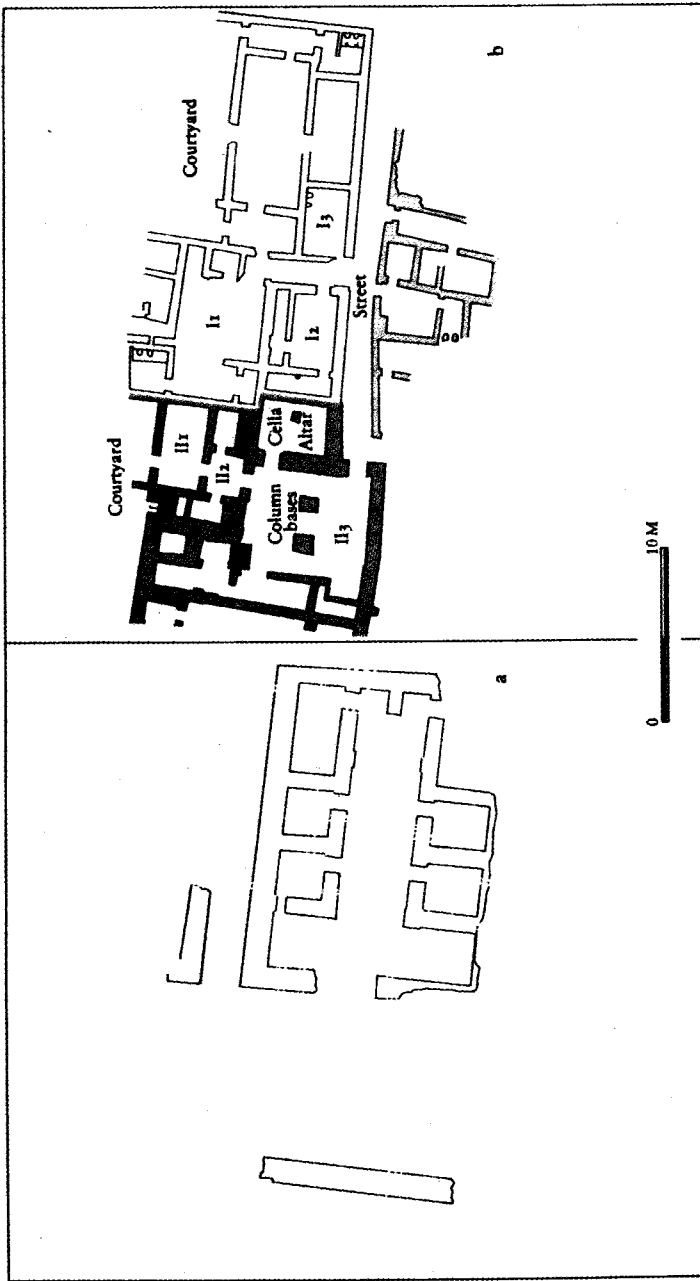 a
0 10 M
b
Courtyard
II1
II2
Column
bases
II3
Cella
Altar
I1
I2
Street
Courtyard
I3